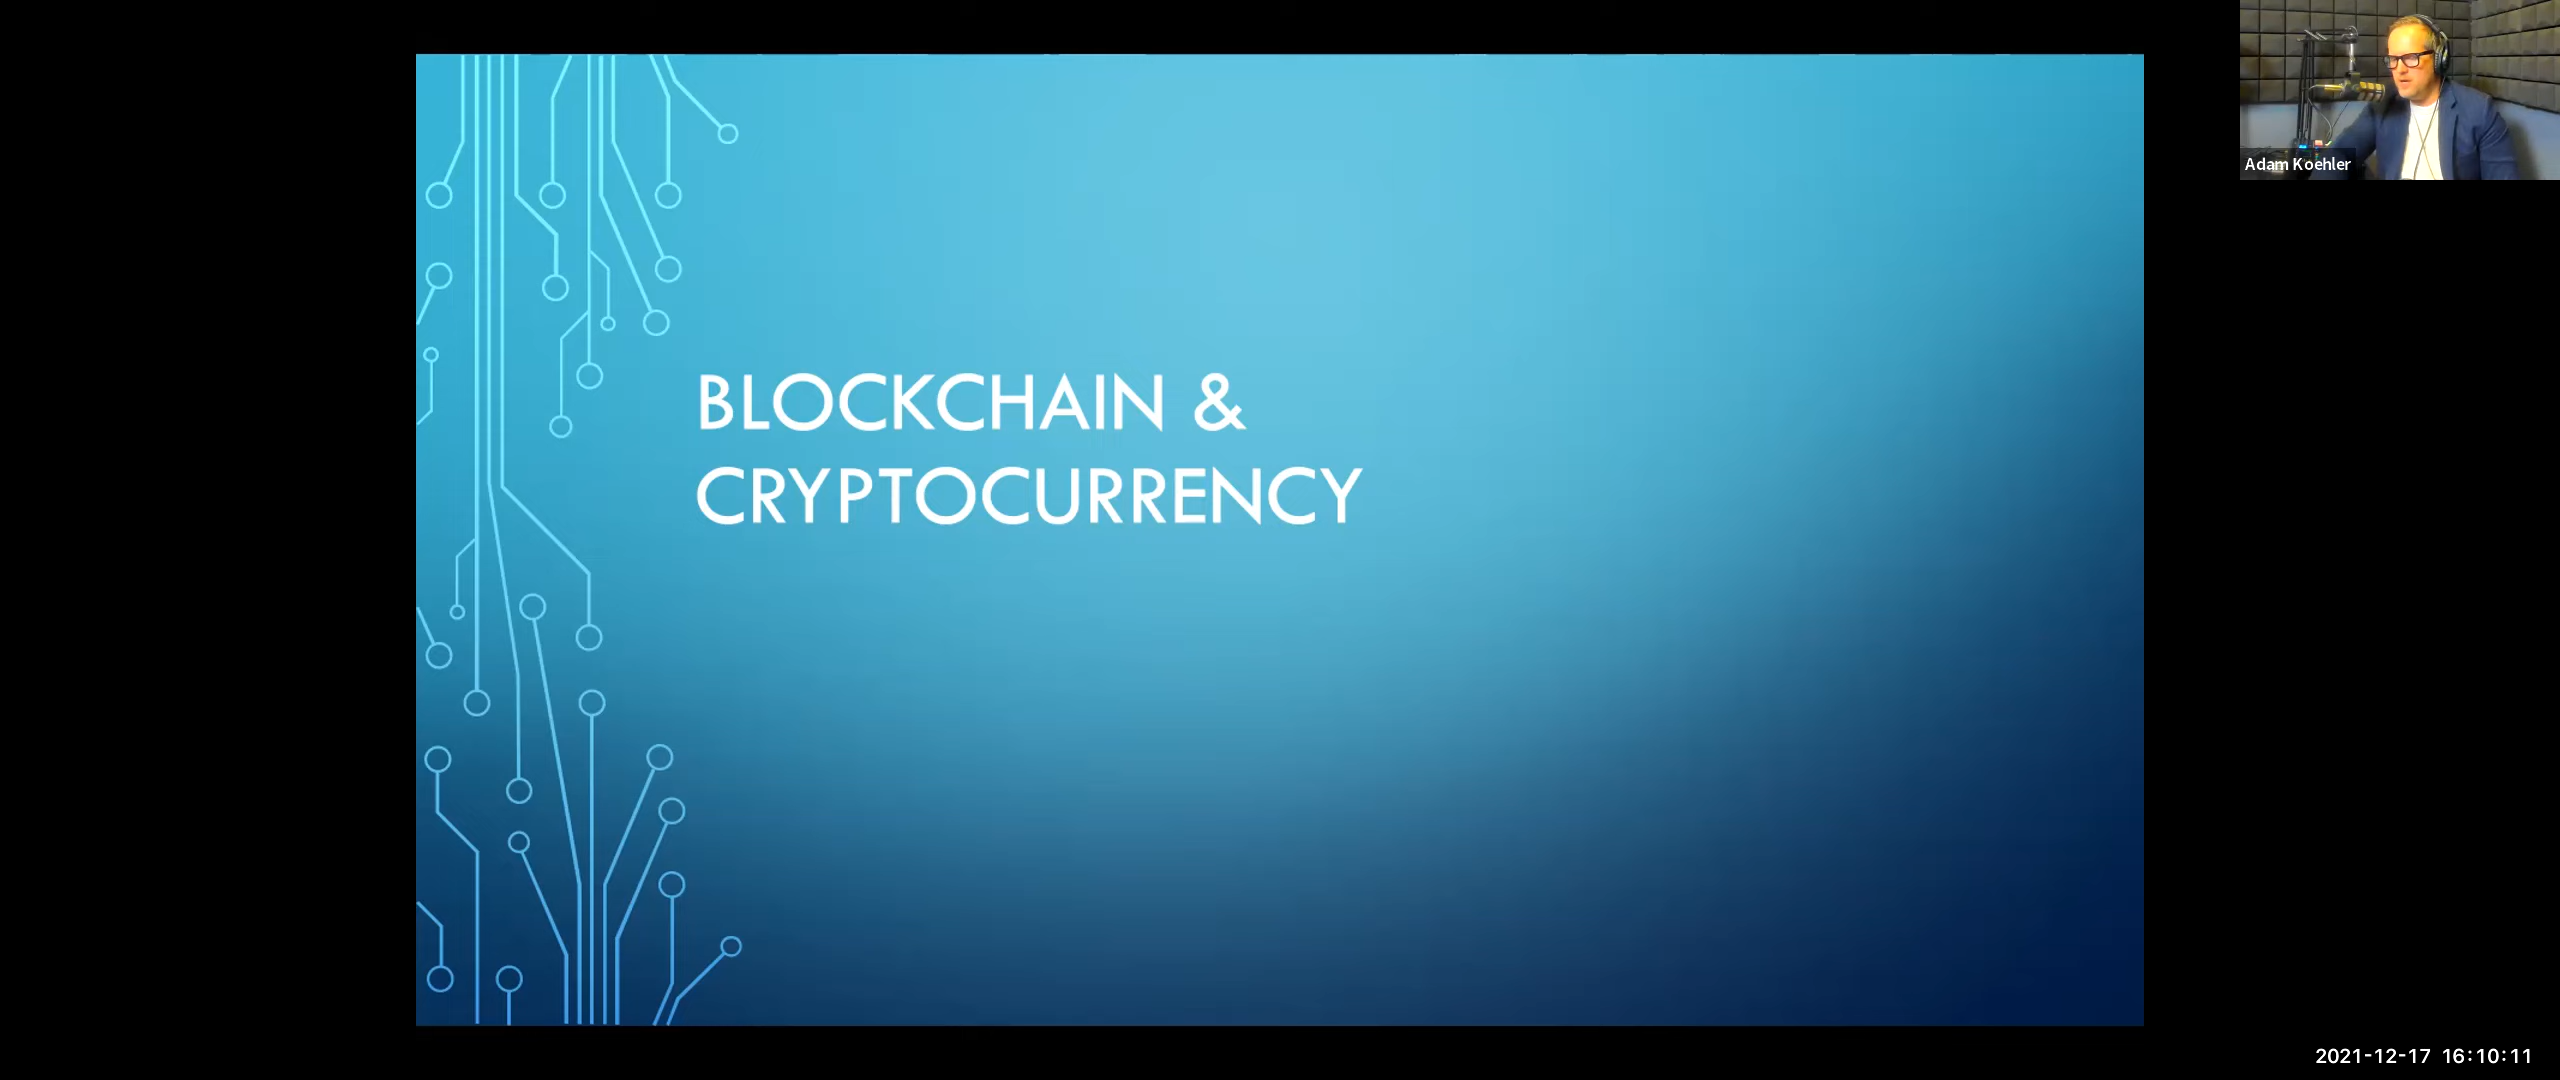 BLOCKCHAIN &
CRYPTOCURRENCY
Adam Koehler
2021-12-17 16:10:11